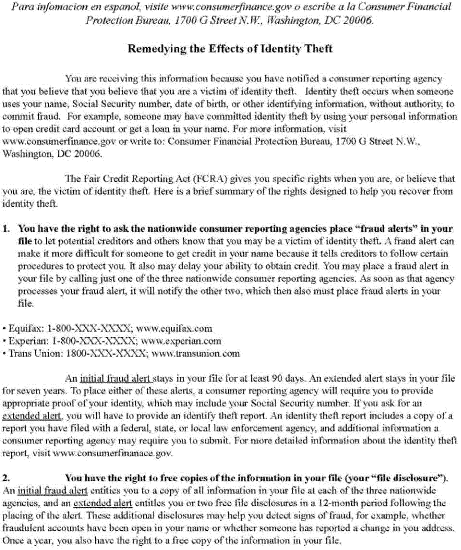 Para infomacion en espanol, visite www.consumerfinance.gov o escribe a la Consumer Financial
Protection Bureau, 1700 G Street N.W., Washington, DC 20006.
Remedying the Effects of Identity Theft
You are receiving this information because you have notified a consumer reporting agency
that you believe that you believe that you are a victim of identity theft. Identity theft occurs when someone
uses your name, Social Security number, date of birth, or other identifying information, without authority, to
commit fraud. For example, someone may have committed identity theft by using your personal information
to open credit card account or get a loan in your name. For more information, visit
www.consumerfinance.gov or write to: Consumer Financial Protection Bureau, 1700 G Street N.W.,
Washington, DC 20006.
The Fair Credit Reporting Act (FCRA) gives you specific rights when you are, or believe that
you are, the victim of identity theft. Here is a brief summary of the rights designed to help you recover from
identity theft.
1. You have the right to ask the nationwide consumer reporting agencies place “fraud alerts” in your
file to let potential creditors and others know that you may be a victim of identity theft. A fraud alert can
make it more difficult for someone to get credit in your name because it tells creditors to follow certain
procedures to protect you. It also may delay your ability to obtain credit. You may place a fraud alert in
your file by calling just one of the three nationwide consumer reporting agencies. As soon as that agency
processes your fraud alert, it will notify the other two, which then also must place fraud alerts in your
file.
• Equifax: 1-800-XXX-XXXX; www.equifax.com
• Experian: 1-800-XXX-XXXX; www.experian.com
• Trans Union: 1800-XXX-XXXX; www.transunion.com
An initial fraud alert stays in your file for at least 90 days. An extended alert stays in your file
for seven years. To place either of these alerts, a consumer reporting agency will require you to provide
appropriate proof of your identity, which may include your Social Security number. If you ask for an
extended alert, you will have to provide an identify theft report. An identity theft report includes a copy of a
report you have filed with a federal, state, or local law enforcement agency, and additional information a
consumer reporting agency may require you to submit. For more detailed information about the identity theft
report, visit www.consumerfinanace.gov.
2. You have the right to free copies of the information in your file (your “file disclosure”).
An initial fraud alert entities you to a copy of all information in your file at each of the three nationwide
agencies, and an extended alert entitles you or two free file disclosures in a 12-month period following the
placing of the alert. These additional disclosures may help you detect signs of fraud, for example, whether
fraudulent accounts have been open in your name or whether someone has reported a change in you address.
Once a year, you also have the right to a free copy of the information in your file.